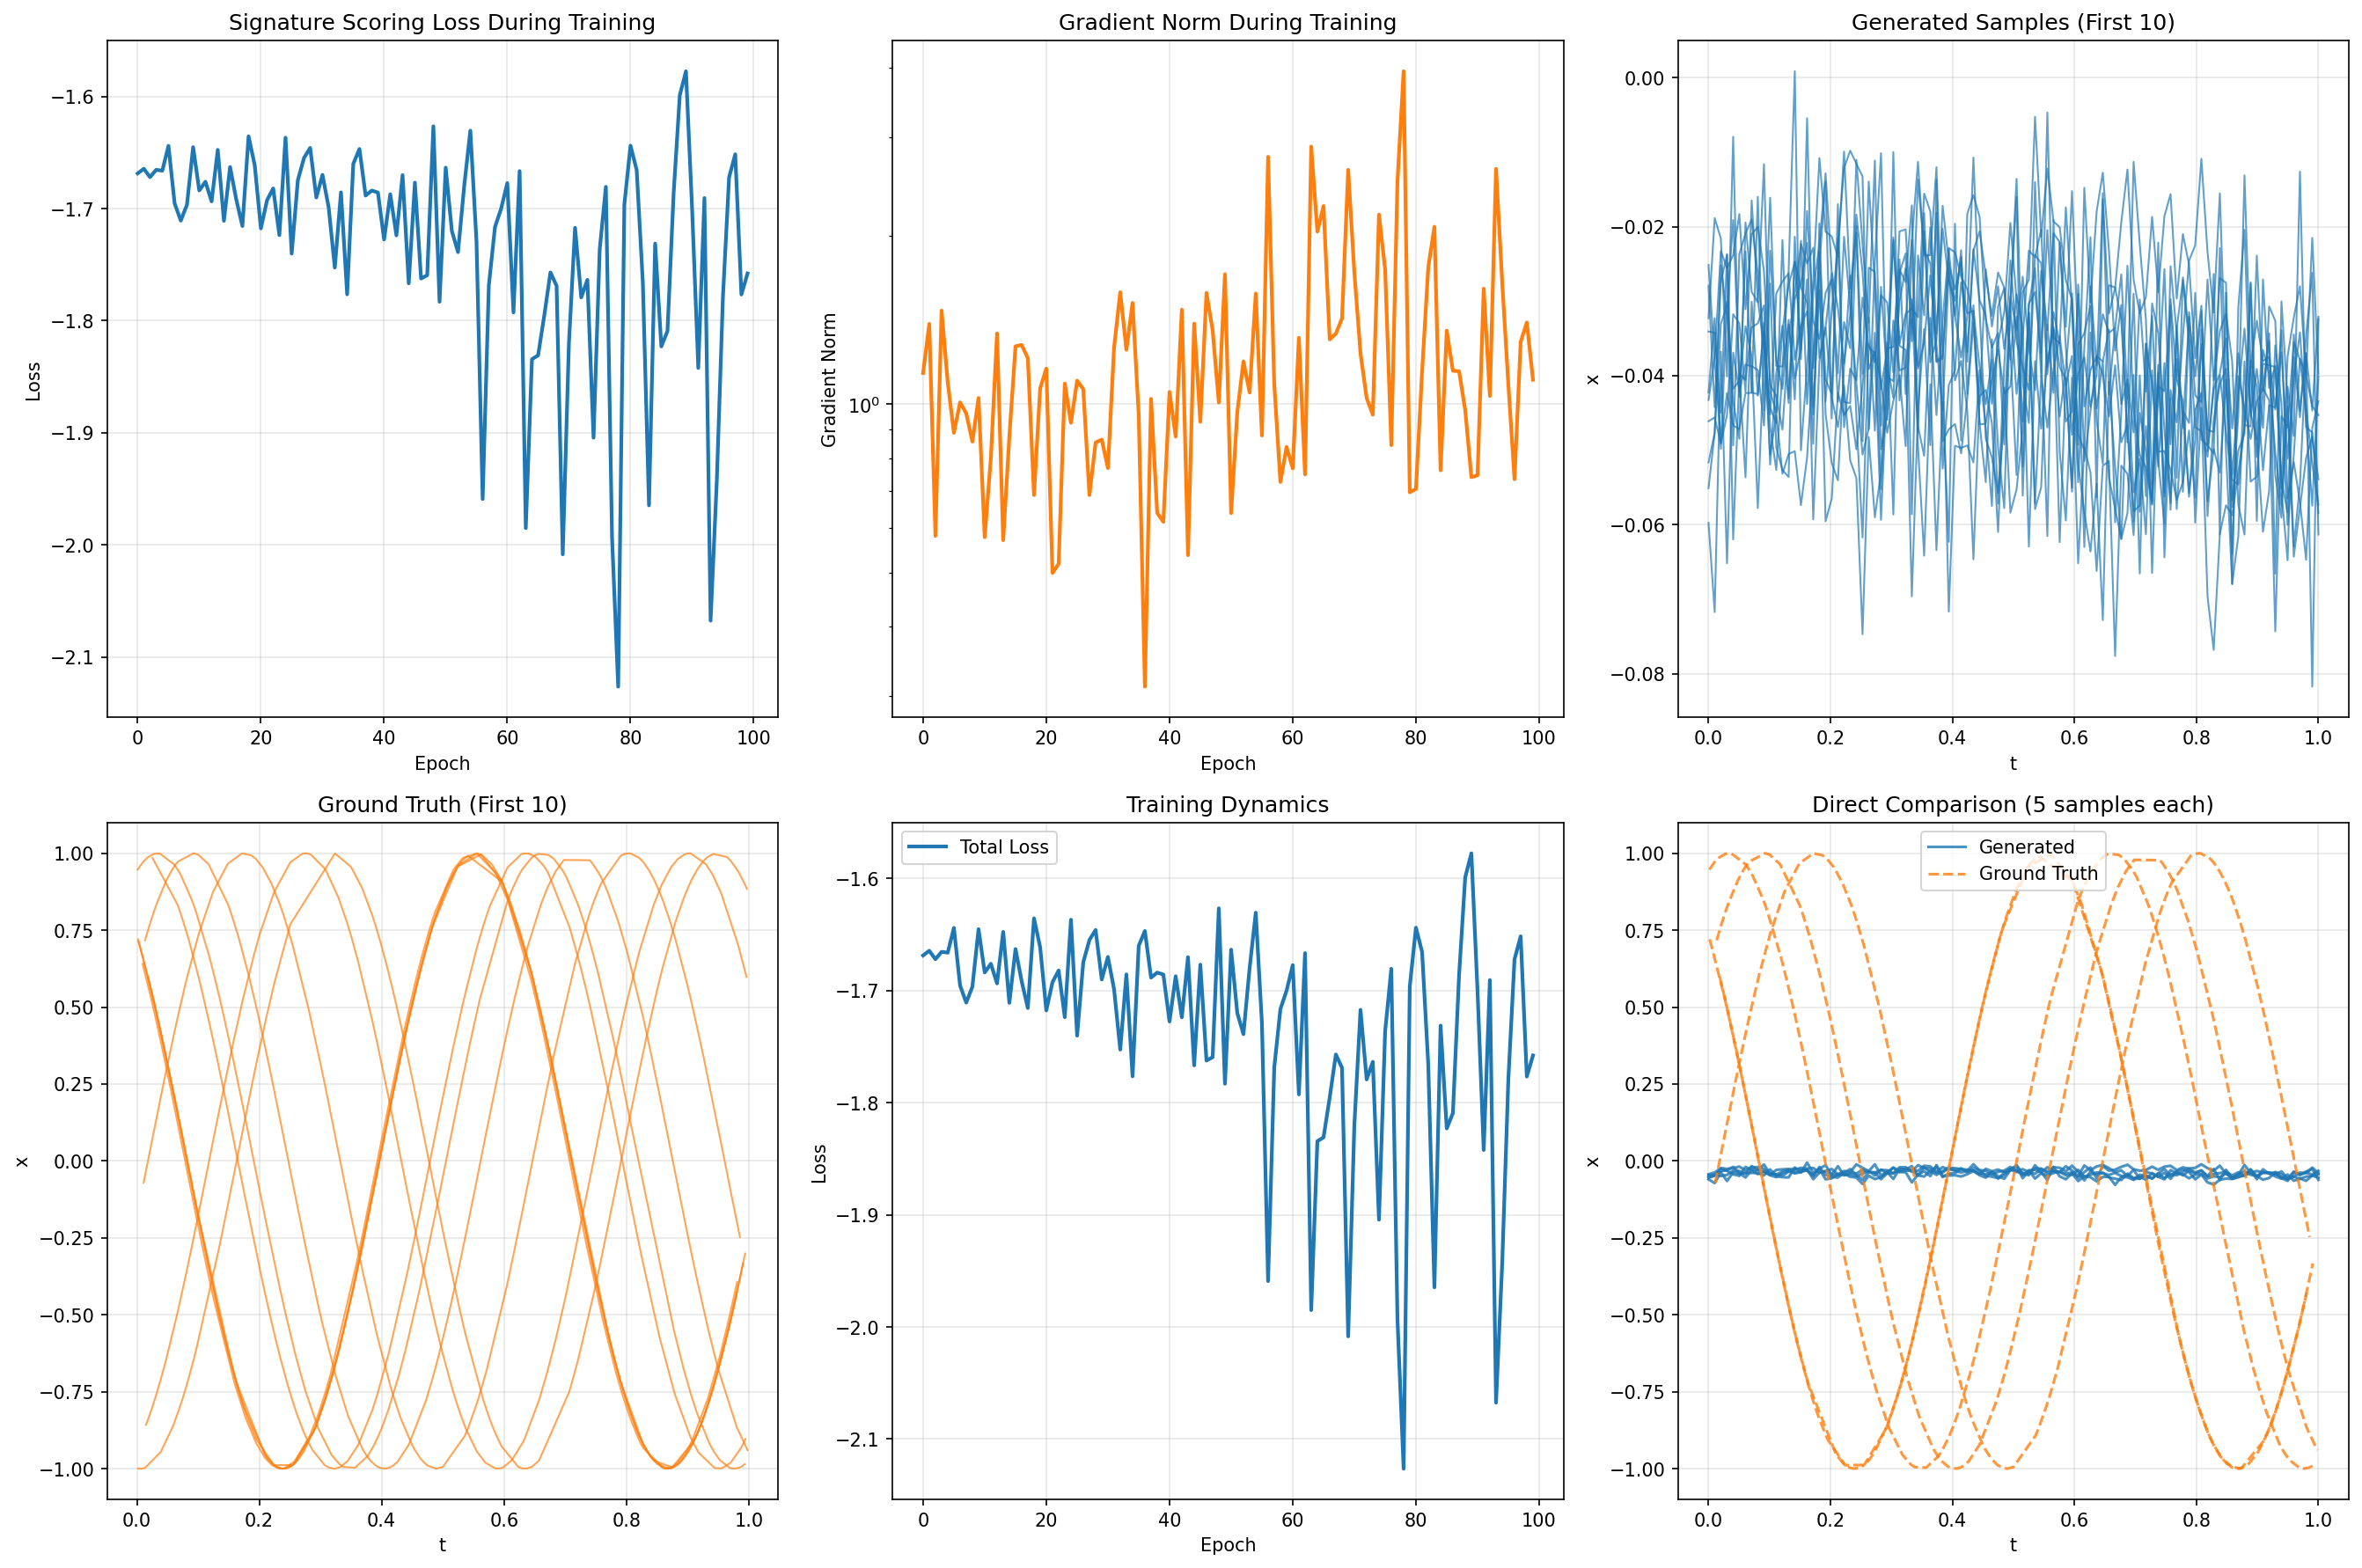 Signature Scoring Loss During Training
Loss
−1.6
−1.7
−1.8
−1.9
−2.0
−2.1
0 20 40 60 80 100
Epoch
Gradient Norm During Training
Gradient Norm
10⁰
0 20 40 60 80 100
Epoch
Generated Samples (First 10)
x
0.00
−0.02
−0.04
−0.06
−0.08
0.0 0.2 0.4 0.6 0.8 1.0
t
Ground Truth (First 10)
x
1.00
0.75
0.50
0.25
0.00
−0.25
−0.50
−0.75
−1.00
0.0 0.2 0.4 0.6 0.8 1.0
t
Training Dynamics
Total Loss
Loss
−1.6
−1.7
−1.8
−1.9
−2.0
−2.1
0 20 40 60 80 100
Epoch
Direct Comparison (5 samples each)
Generated
Ground Truth
x
1.00
0.75
0.50
0.25
0.00
−0.25
−0.50
−0.75
−1.00
0.0 0.2 0.4 0.6 0.8 1.0
t